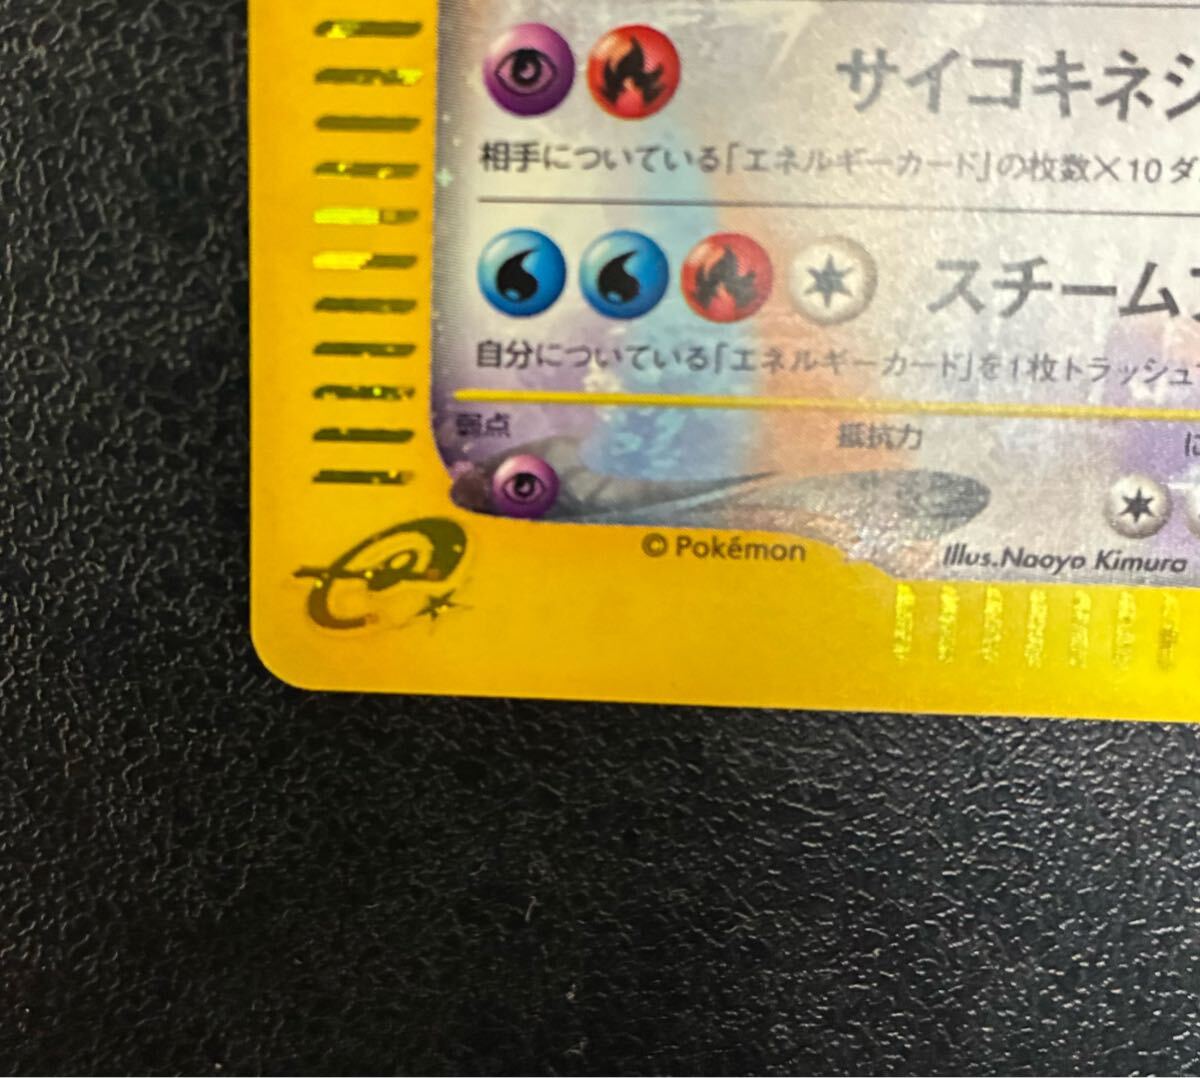 サイコキネシ
相手についている「エネルギーカード」の枚数×10ダ
スチーム
自分についている「エネルギーカード」を1枚トラッシュ
弱点 抵抗力
© Pokémon Illus.Naoyo Kimura